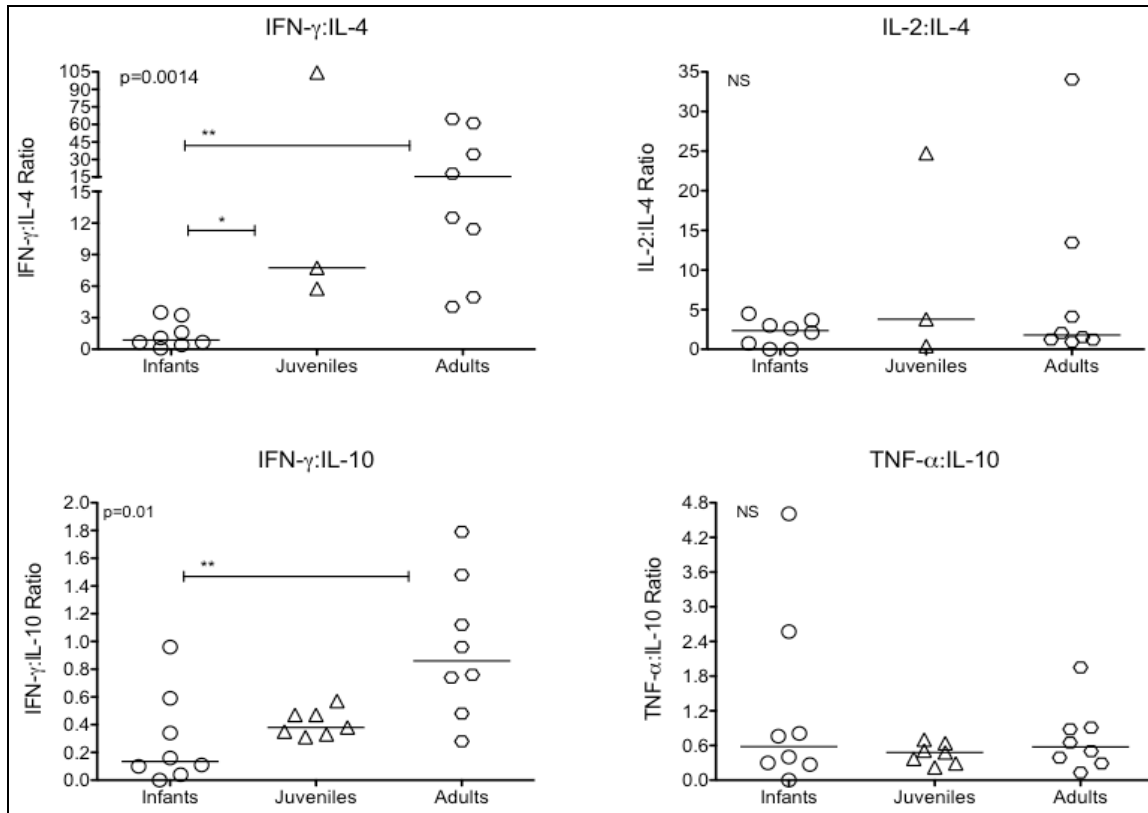 IFN-γ:IL-4
p=0.0014
**
*
IFN-γ:IL-4 Ratio
105
90
75
60
45
30
15
15
12
9
6
3
0
Infants Juveniles Adults
IL-2:IL-4
NS
IL-2:IL-4 Ratio
35
30
25
20
15
10
5
0
Infants Juveniles Adults
IFN-γ:IL-10
p=0.01
**
IFN-γ:IL-10 Ratio
2.0
1.8
1.6
1.4
1.2
1.0
0.8
0.6
0.4
0.2
0.0
Infants Juveniles Adults
TNF-α:IL-10
NS
TNF-α:IL-10 Ratio
4.8
4.2
3.6
3.0
2.4
1.8
1.2
0.6
0.0
Infants Juveniles Adults